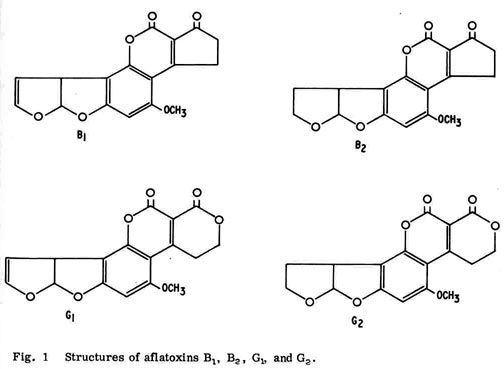 O O
O
O O OCH3
B1
O O
O
O O OCH3
B2
O O
O O
O O OCH3
G1
O O
O O
O O OCH3
G2
Fig. 1 Structures of aflatoxins B1, B2, G1, and G2.